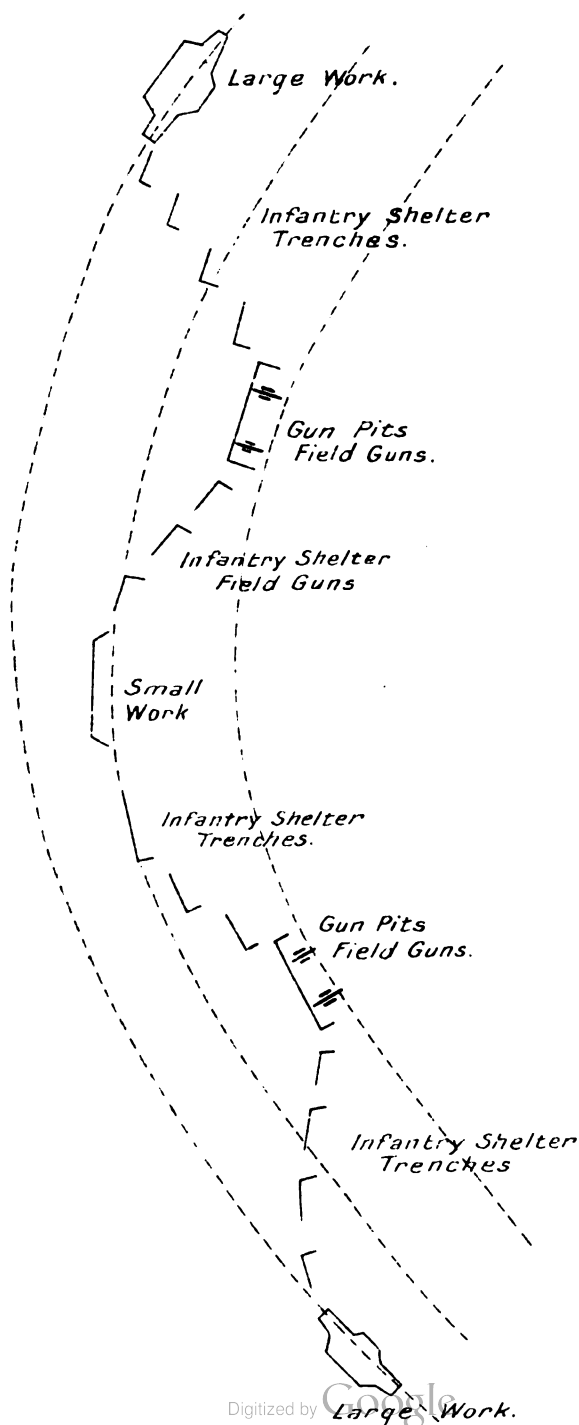 Large Work.
Infantry Shelter
Trenches.
Gun Pits
Field Guns.
Infantry Shelter
Field Guns
Small
Work
Infantry Shelter
Trenches.
Gun Pits
Field Guns.
Infantry Shelter
Trenches
Large Work.
Digitized by Google